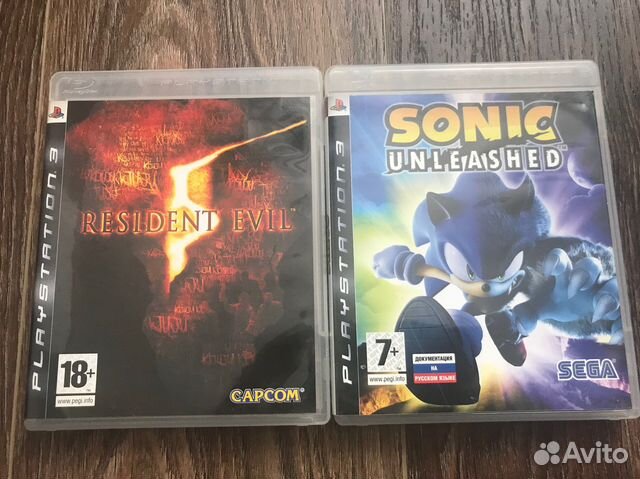 PLAYSTATION 3
RESIDENT EVIL
5
18+
www.pegi.info
CAPCOM
PLAYSTATION 3
SONIC
UNLEASHED
7+
www.pegi.info
ДОКУМЕНТАЦИЯ
НА
РУССКОМ ЯЗЫКЕ
SEGA
Avito